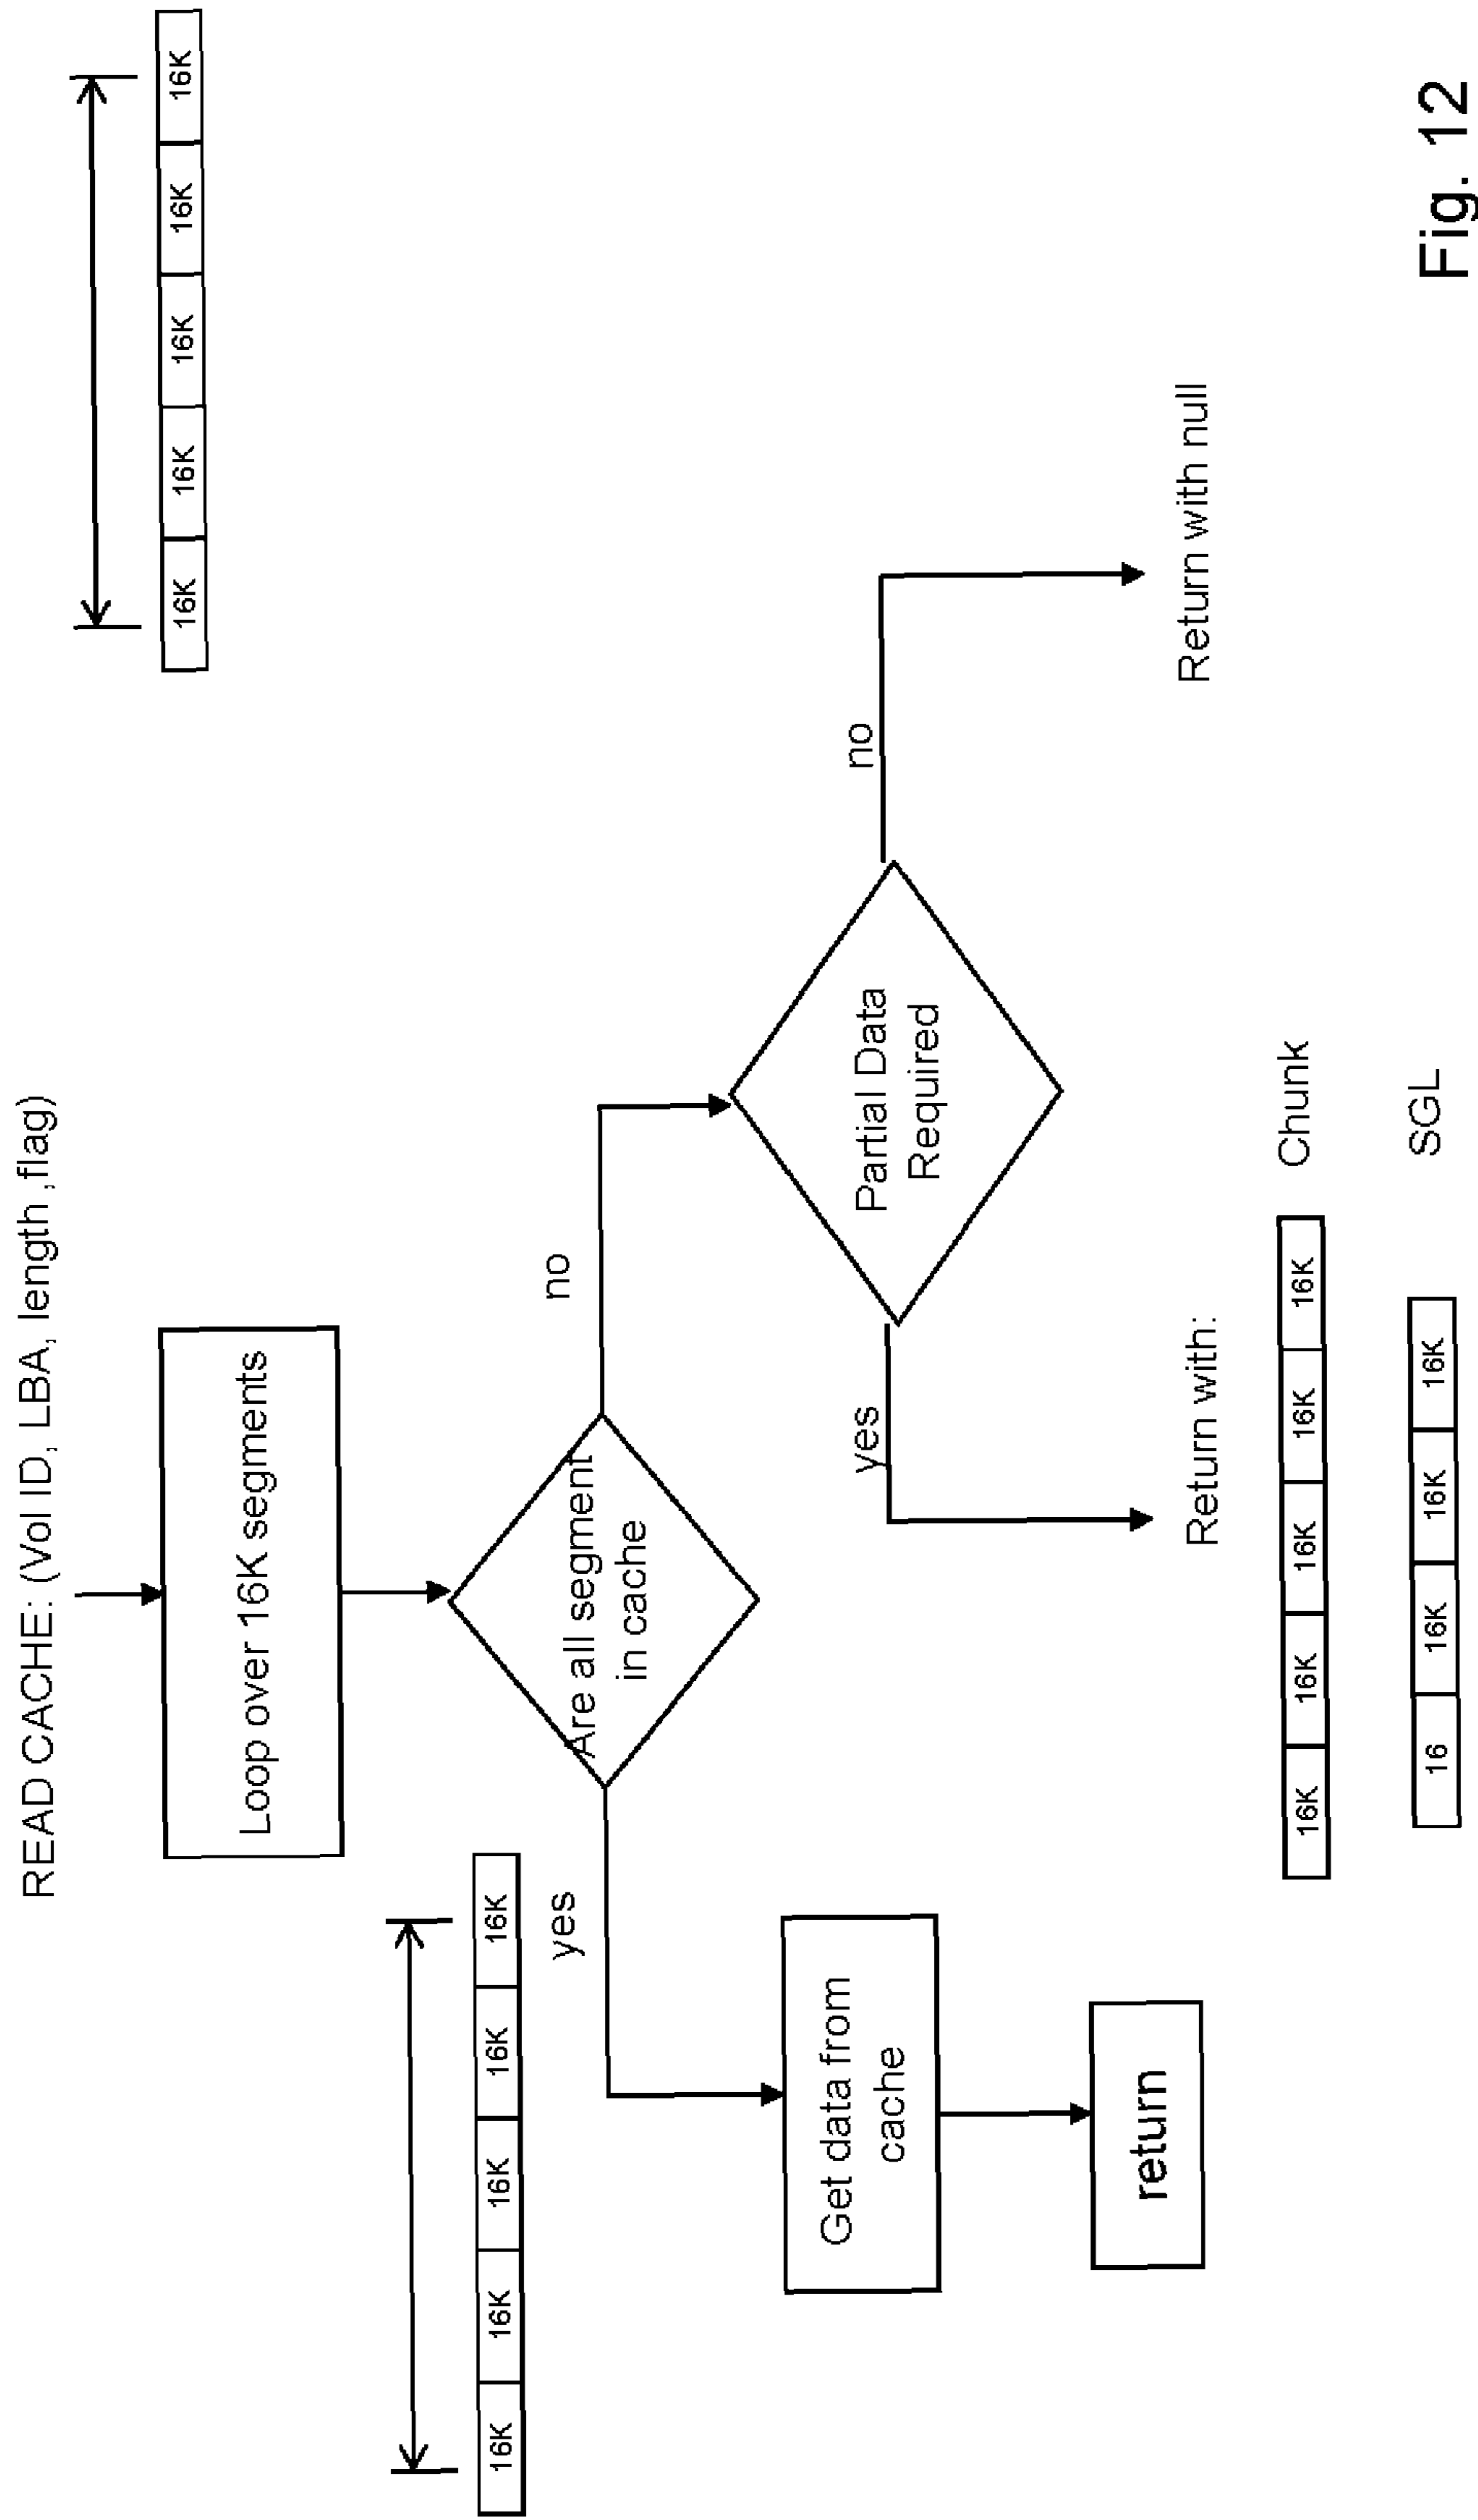 READ CACHE: (Vol ID, LBA, length ,flag)
16K 16K 16K 16K 16K
Loop over 16K segments
16K 16K 16K 16K 16K
Are all segment
in cache
yes
no
Get data from
cache
Partial Data
Required
yes
no
return
Return with:
Return with null
16K 16K 16K 16K 16K Chunk
16 16K 16K 16K SGL
Fig. 12